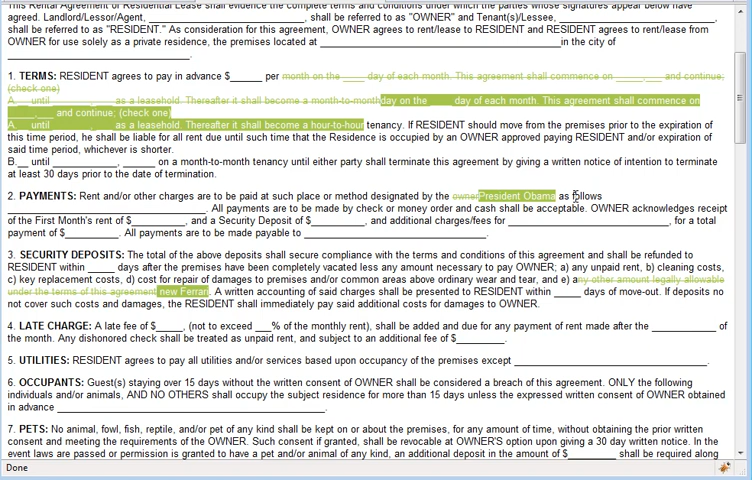 This Rental Agreement or Residential Lease shall evidence the complete terms and conditions under which the parties whose signatures appear below have
agreed. Landlord/Lessor/Agent, ____________________________, shall be referred to as "OWNER" and Tenant(s)/Lessee, ____________________________,
shall be referred to as "RESIDENT." As consideration for this agreement, OWNER agrees to rent/lease to RESIDENT and RESIDENT agrees to rent/lease from
OWNER for use solely as a private residence, the premises located at ____________________________________________in the city of
_________________________________.
1. TERMS: RESIDENT agrees to pay in advance $______ per month on the ____ day of each month. This agreement shall commence on _____,___ and continue;
(check one)
A.__ until ________, ___ as a leasehold. Thereafter it shall become a month-to-month day on the ____ day of each month. This agreement shall commence on
_____,___ and continue; (check one
A.__ until ________, ___ as a leasehold. Thereafter it shall become a hour-to-hour tenancy. If RESIDENT should move from the premises prior to the expiration of
this time period, he shall be liable for all rent due until such time that the Residence is occupied by an OWNER approved paying RESIDENT and/or expiration of
said time period, whichever is shorter.
B.__ until ____________, ______ on a month-to-month tenancy until either party shall terminate this agreement by giving a written notice of intention to terminate
at least 30 days prior to the date of termination.
2. PAYMENTS: Rent and/or other charges are to be paid at such place or method designated by the ownerPresident Obama as follows
____________________________________. All payments are to be made by check or money order and cash shall be acceptable. OWNER acknowledges receipt
of the First Month's rent of $__________, and a Security Deposit of $__________, and additional charges/fees for _____________________________, for a total
payment of $__________. All payments are to be made payable to _________________________________.
3. SECURITY DEPOSITS: The total of the above deposits shall secure compliance with the terms and conditions of this agreement and shall be refunded to
RESIDENT within _____ days after the premises have been completely vacated less any amount necessary to pay OWNER; a) any unpaid rent, b) cleaning costs,
c) key replacement costs, d) cost for repair of damages to premises and/or common areas above ordinary wear and tear, and e) any other amount legally allowable
under the terms of this agreement new Ferrari. A written accounting of said charges shall be presented to RESIDENT within _____ days of move-out. If deposits no
not cover such costs and damages, the RESIDENT shall immediately pay said additional costs for damages to OWNER.
4. LATE CHARGE: A late fee of $_____, (not to exceed ___% of the monthly rent), shall be added and due for any payment of rent made after the ____________ of
the month. Any dishonored check shall be treated as unpaid rent, and subject to an additional fee of $_________.
5. UTILITIES: RESIDENT agrees to pay all utilities and/or services based upon occupancy of the premises except ___________________________________.
6. OCCUPANTS: Guest(s) staying over 15 days without the written consent of OWNER shall be considered a breach of this agreement. ONLY the following
individuals and/or animals, AND NO OTHERS shall occupy the subject residence for more than 15 days unless the expressed written consent of OWNER obtained
in advance ________________________________________________.
7. PETS: No animal, fowl, fish, reptile, and/or pet of any kind shall be kept on or about the premises, for any amount of time, without obtaining the prior written
consent and meeting the requirements of the OWNER. Such consent if granted, shall be revocable at OWNER'S option upon giving a 30 day written notice. In the
event laws are passed or permission is granted to have a pet and/or animal of any kind, an additional deposit in the amount of $_________ shall be required along
Done